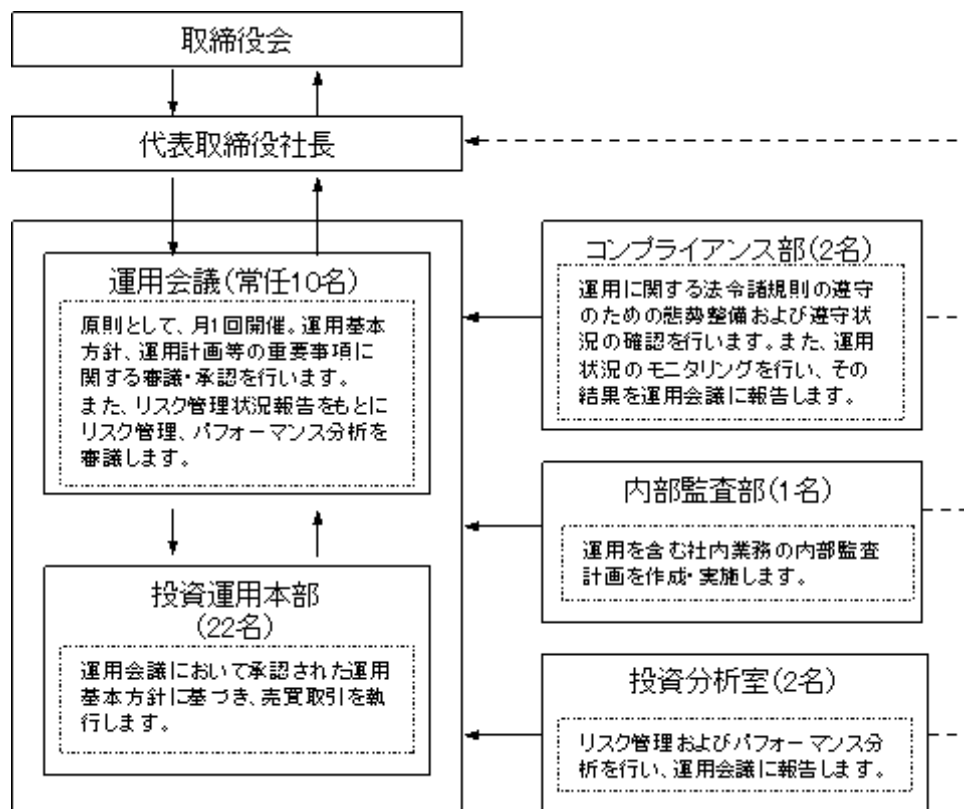 取締役会
代表取締役社長
運用会議(常任10名)
原則として、月1回開催。運用基本
方針、運用計画等の重要事項に
関する審議・承認を行います。
また、リスク管理状況報告をもとに
リスク管理、パフォーマンス分析を
審議します。
投資運用本部
(22名)
運用会議において承認された運用
基本方針に基づき、売買取引を執
行します。
コンプライアンス部(2名)
運用に関する法令諸規則の遵守
のための態勢整備および遵守状
況の確認を行います。また、運用
状況のモニタリングを行い、その
結果を運用会議に報告します。
内部監査部(1名)
運用を含む社内業務の内部監査
計画を作成・実施します。
投資分析室(2名)
リスク管理およびパフォーマンス分
析を行い、運用会議に報告します。